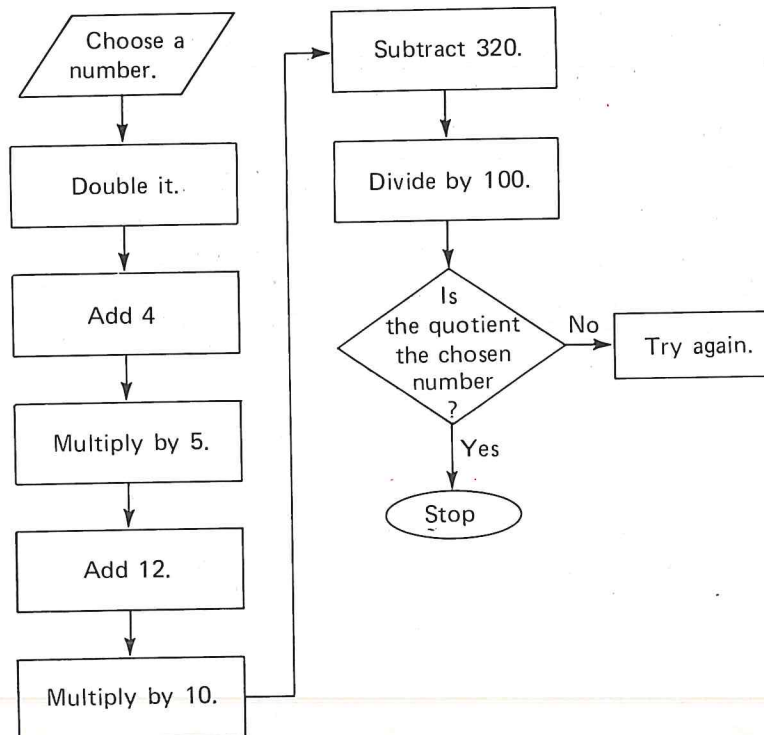 Choose a
number.
Double it.
Add 4
Multiply by 5.
Add 12.
Multiply by 10.
Subtract 320.
Divide by 100.
Is
the quotient
the chosen
number
?
No
Try again.
Yes
Stop